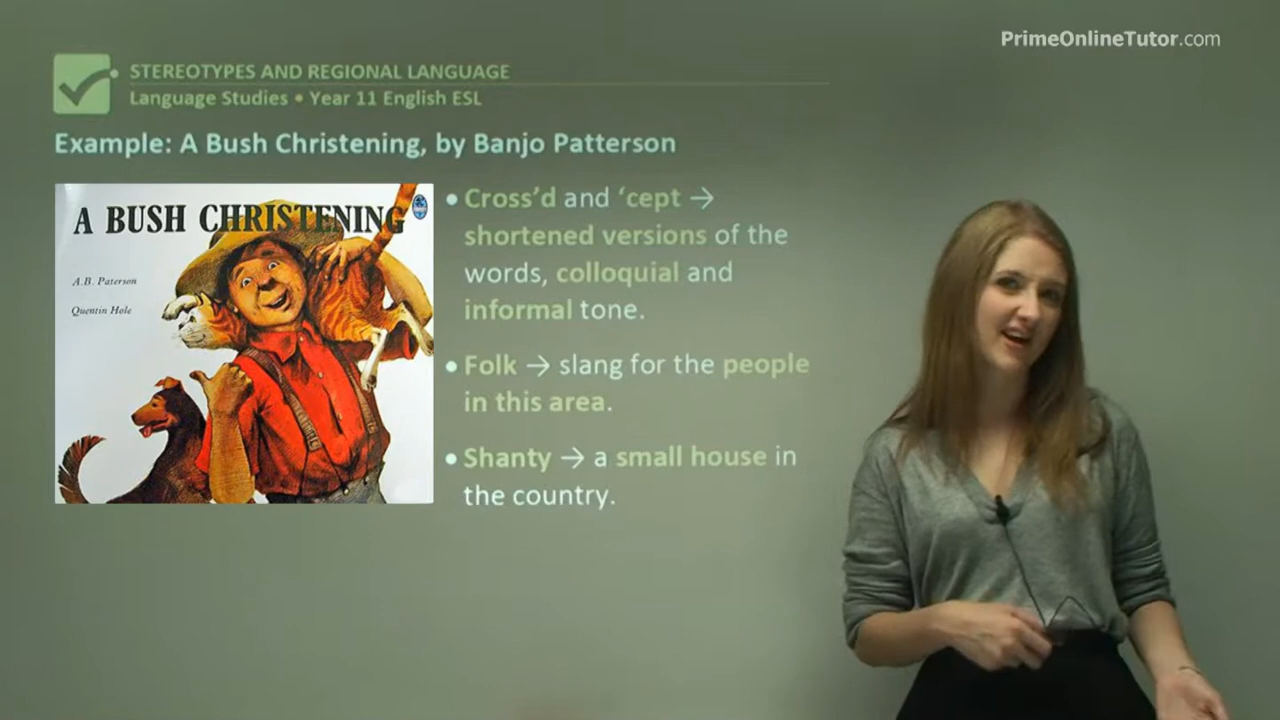 PrimeOnlineTutor.com
STEREOTYPES AND REGIONAL LANGUAGE
Language Studies • Year 11 English ESL
Example: A Bush Christening, by Banjo Patterson
A BUSH CHRISTENING
A.B. Paterson
Quentin Hole
• Cross’d and ‘cept →
shortened versions of the
words, colloquial and
informal tone.
• Folk → slang for the people
in this area.
• Shanty → a small house in
the country.